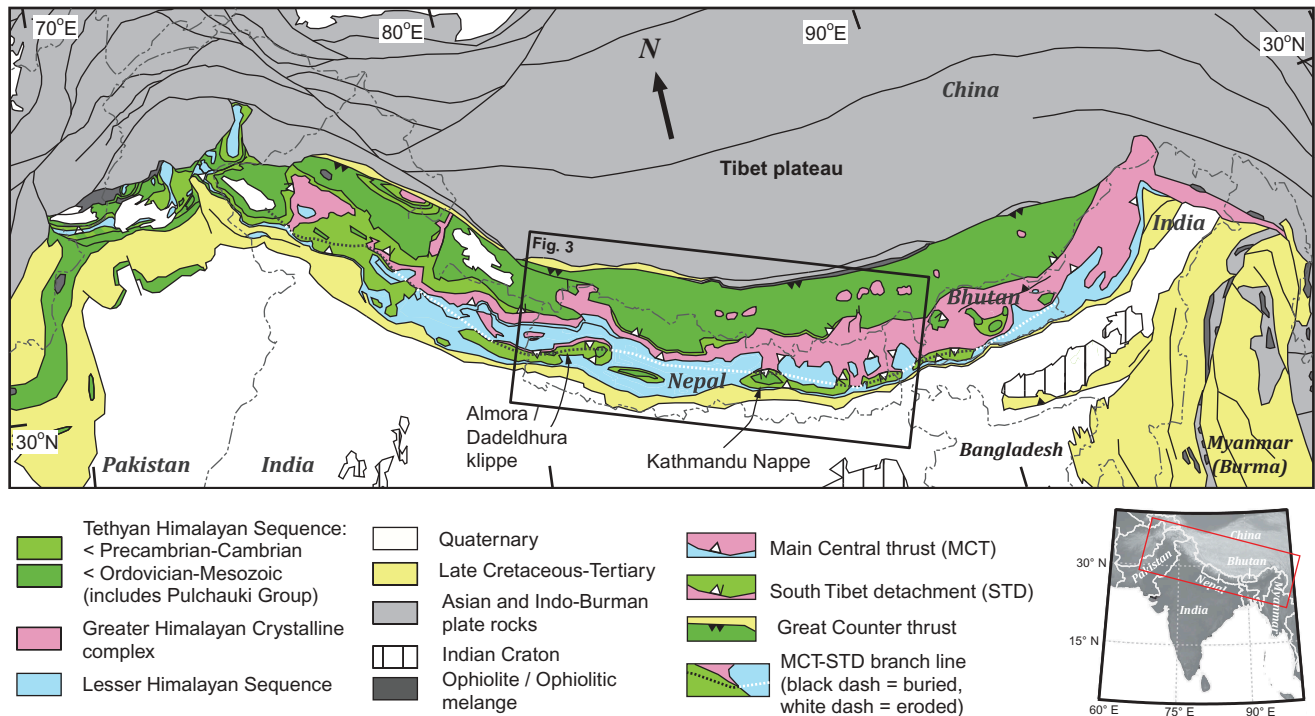 70°E
80°E
90°E
30°N
N
China
Tibet plateau
India
Fig. 3
Bhutan
Nepal
30°N
Almora /
Dadeldhura
klippe
Kathmandu Nappe
Pakistan
India
Bangladesh
Myanmar
(Burma)
Tethyan Himalayan Sequence:
< Precambrian-Cambrian
< Ordovician-Mesozoic
(includes Pulchauki Group)
Greater Himalayan Crystalline
complex
Lesser Himalayan Sequence
Quaternary
Late Cretaceous-Tertiary
Asian and Indo-Burman
plate rocks
Indian Craton
Ophiolite / Ophiolitic
melange
Main Central thrust (MCT)
South Tibet detachment (STD)
Great Counter thrust
MCT-STD branch line
(black dash = buried,
white dash = eroded)
China
Pakistan
Bhutan
Nepal
Myanmar
India
30° N
15° N
60° E
75° E
90° E